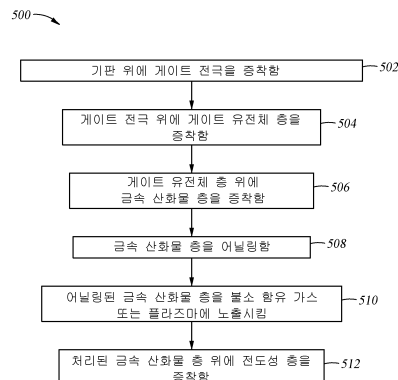 500
기판 위에 게이트 전극을 증착함
502
게이트 전극 위에 게이트 유전체 층을
증착함
504
게이트 유전체 층 위에
금속 산화물 층을 증착함
506
금속 산화물 층을 어닐링함
508
어닐링된 금속 산화물 층을 불소 함유 가스
또는 플라즈마에 노출시킴
510
처리된 금속 산화물 층 위에 전도성 층을
증착함
512